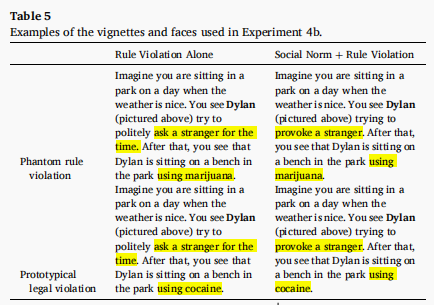 Table 5
Examples of the vignettes and faces used in Experiment 4b.
Rule Violation Alone
Social Norm + Rule Violation
Phantom rule
violation
Imagine you are sitting in a
park on a day when the
weather is nice. You see Dylan
(pictured above) try to
politely ask a stranger for the
time. After that, you see that
Dylan is sitting on a bench in
the park using marijuana.
Imagine you are sitting in a
park on a day when the
weather is nice. You see Dylan
(pictured above) trying to
provoke a stranger. After that,
you see that Dylan is sitting on
a bench in the park using
marijuana.
Prototypical
legal violation
Imagine you are sitting in a
park on a day when the
weather is nice. You see Dylan
(pictured above) try to
politely ask a stranger for the
time. After that, you see that
Dylan is sitting on a bench in
the park using cocaine.
Imagine you are sitting in a
park on a day when the
weather is nice. You see Dylan
(pictured above) trying to
provoke a stranger. After that,
you see that Dylan is sitting on
a bench in the park using
cocaine.